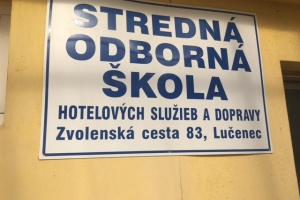 STREDNÁ
ODBORNÁ
ŠKOLA
HOTELOVÝCH SLUŽIEB A DOPRAVY
Zvolenská cesta 83, Lučenec